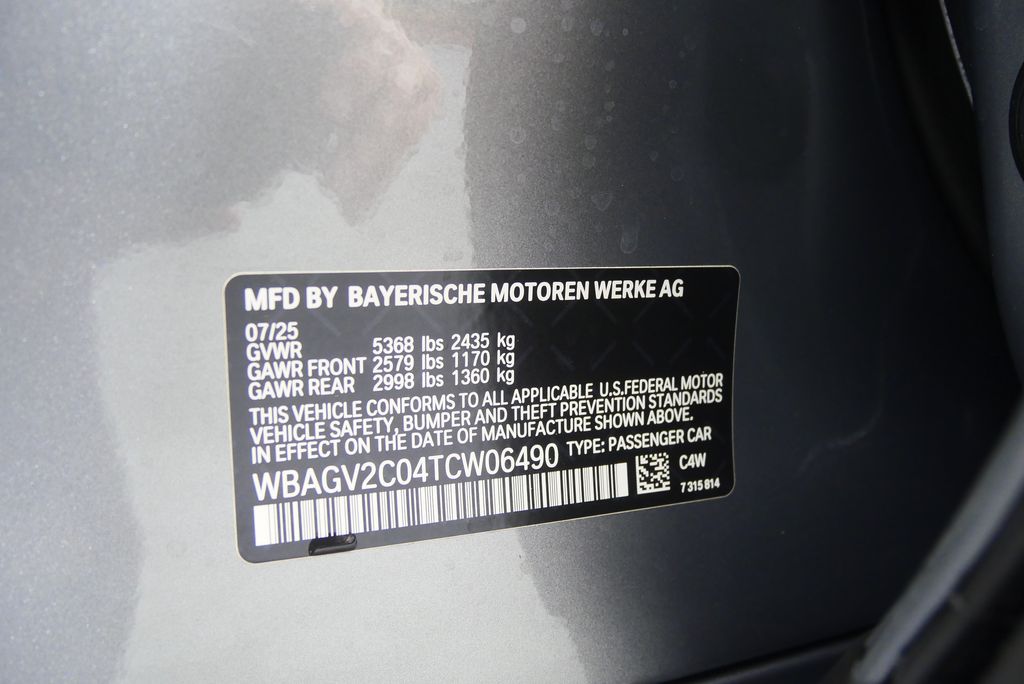 MFD BY BAYERISCHE MOTOREN WERKE AG
07/25
GVWR 5368 lbs 2435 kg
GAWR FRONT 2579 lbs 1170 kg
GAWR REAR 2998 lbs 1360 kg
THIS VEHICLE CONFORMS TO ALL APPLICABLE U.S.FEDERAL MOTOR
VEHICLE SAFETY, BUMPER AND THEFT PREVENTION STANDARDS
IN EFFECT ON THE DATE OF MANUFACTURE SHOWN ABOVE.
WBAGV2C04TCW06490 TYPE: PASSENGER CAR
C4W
7 315 814